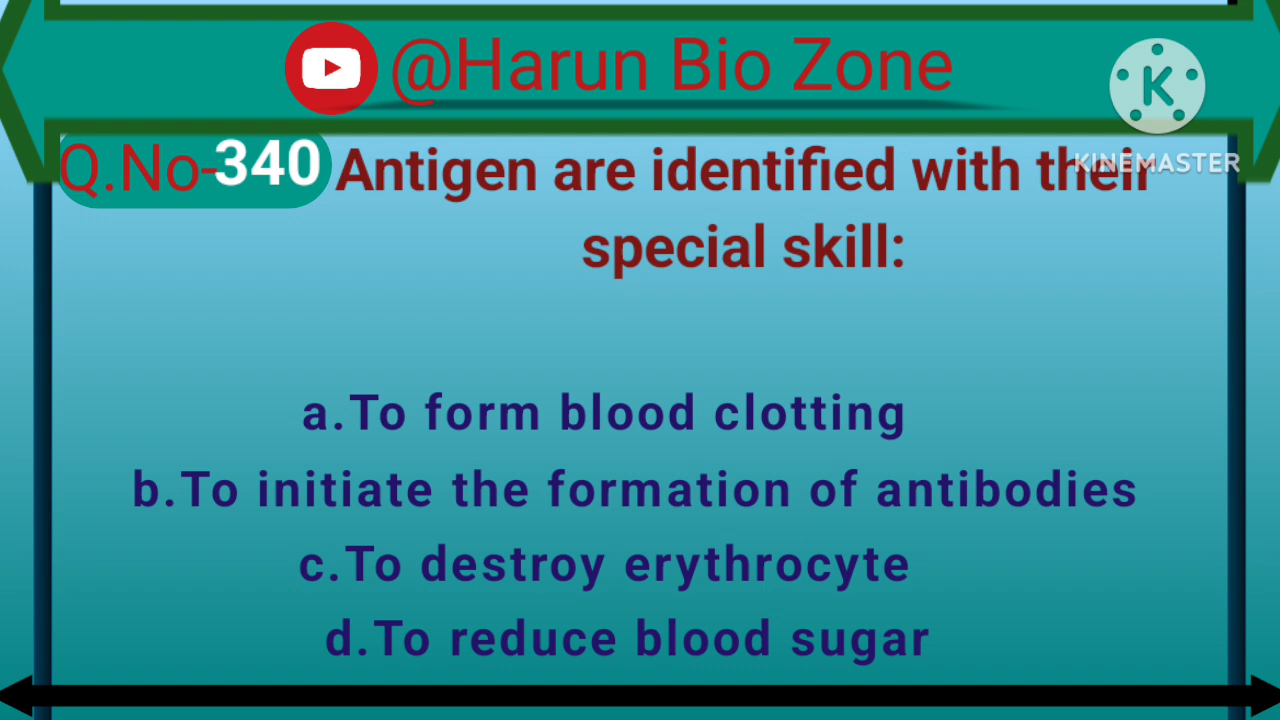 @Harun Bio Zone
K
KINEMASTER
Q.No-340 Antigen are identified with their
special skill:
a.To form blood clotting
b.To initiate the formation of antibodies
c.To destroy erythrocyte
d.To reduce blood sugar